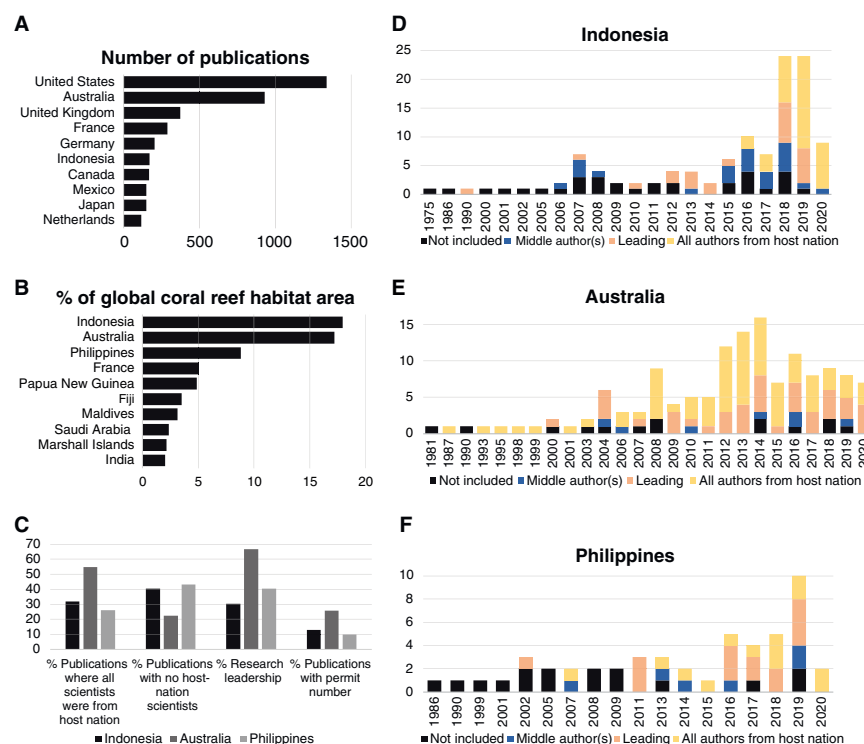 A
Number of publications
United States
Australia
United Kingdom
France
Germany
Indonesia
Canada
Mexico
Japan
Netherlands
0 500 1000 1500
B
% of global coral reef habitat area
Indonesia
Australia
Philippines
France
Papua New Guinea
Fiji
Maldives
Saudi Arabia
Marshall Islands
India
0 5 10 15 20
C
70
60
50
40
30
20
10
0
% Publications where all scientists were from host nation
% Publications with no host-nation scientists
% Research leadership
% Publications with permit number
Indonesia Australia Philippines
D
Indonesia
25
20
15
10
5
0
1975 1986 1990 2000 2001 2002 2005 2006 2007 2008 2009 2010 2011 2012 2013 2014 2015 2016 2017 2018 2019 2020
Not included Middle author(s) Leading All authors from host nation
E
Australia
15
10
5
0
1981 1987 1990 1993 1995 1998 1999 2000 2001 2003 2004 2006 2007 2008 2009 2010 2011 2012 2013 2014 2015 2016 2017 2018 2019 2020
Not included Middle author(s) Leading All authors from host nation
F
Philippines
10
8
6
4
2
0
1986 1990 1999 2001 2002 2005 2007 2008 2009 2011 2013 2014 2015 2016 2017 2018 2019 2020
Not included Middle author(s) Leading All authors from host nation